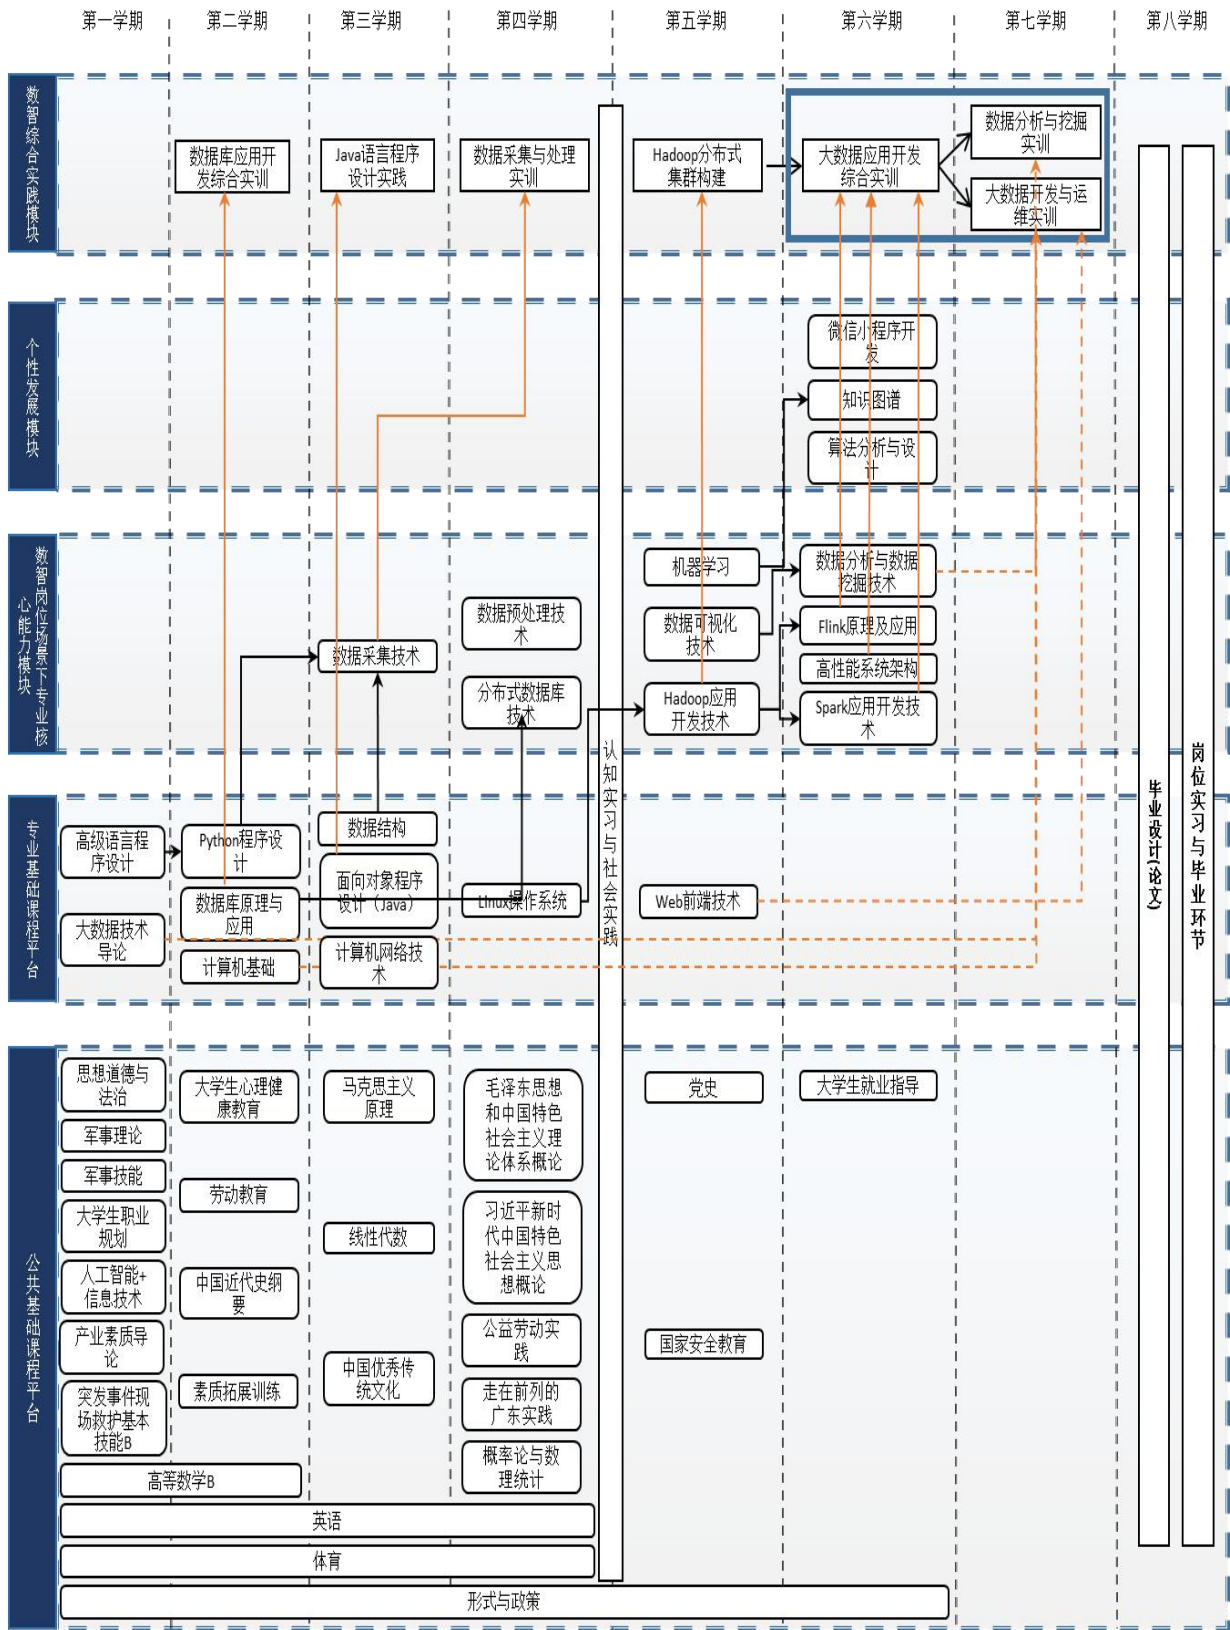 第一学期
第二学期
第三学期
第四学期
第五学期
第六学期
第七学期
第八学期
数智综合实践模块
数据库应用开
发综合实训
Java语言程序
设计实践
数据采集与处理
实训
Hadoop分布式
集群构建
大数据应用开发
综合实训
数据分析与挖掘
实训
大数据开发与运
维实训
个性发展模块
微信小程序开
发
知识图谱
算法分析与设
计
数智岗位场景下专业核
心能力模块
数据采集技术
数据预处理技
术
分布式数据库
技术
机器学习
数据可视化
技术
Hadoop应用
开发技术
数据分析与数据
挖掘技术
Flink原理及应用
高性能系统架构
Spark应用开发技
术
专业基础课程平台
高级语言程
序设计
大数据技术
导论
Python程序设
计
数据库原理与
应用
计算机基础
数据结构
面向对象程序
设计（Java）
计算机网络技
术
Linux操作系统
Web前端技术
认知实习与社会实践
毕业设计(论文)
岗位实习与毕业环节
公共基础课程平台
思想道德与
法治
军事理论
军事技能
大学生职业
规划
人工智能+
信息技术
产业素质导
论
突发事件现
场救护基本
技能B
大学生心理健
康教育
劳动教育
中国近代史纲
要
素质拓展训练
马克思主义
原理
线性代数
中国优秀传
统文化
毛泽东思想
和中国特色
社会主义理
论体系概论
习近平新时
代中国特色
社会主义思
想概论
公益劳动实
践
走在前列的
广东实践
概率论与数
理统计
党史
国家安全教育
大学生就业指导
高等数学B
英语
体育
形式与政策